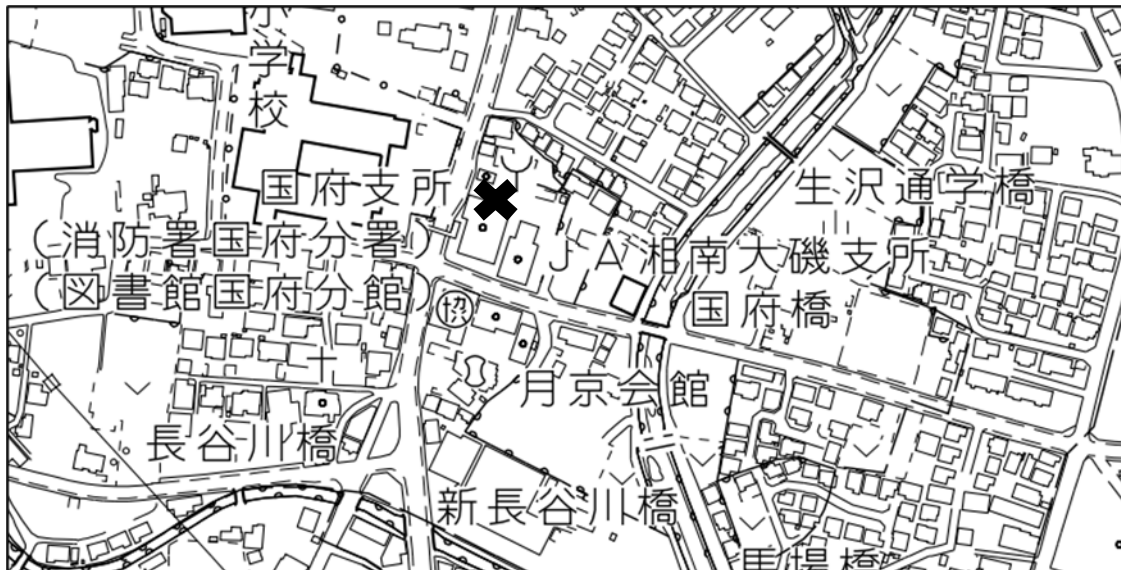 小学校
国府支所
(消防署国府分署)
(図書館国府分館)
協
生沢通学橋
JA相南大磯支所
国府橋
月京会館
長谷川橋
新長谷川橋
馬場橋